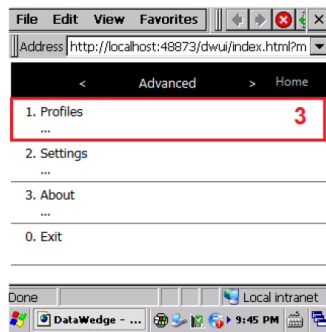 File Edit View Favorites
Address http://localhost:48873/dwui/index.html?m
< Advanced > Home
1. Profiles
...
3
2. Settings
...
3. About
...
0. Exit
Done Local intranet
DataWedge - ... 9:45 PM